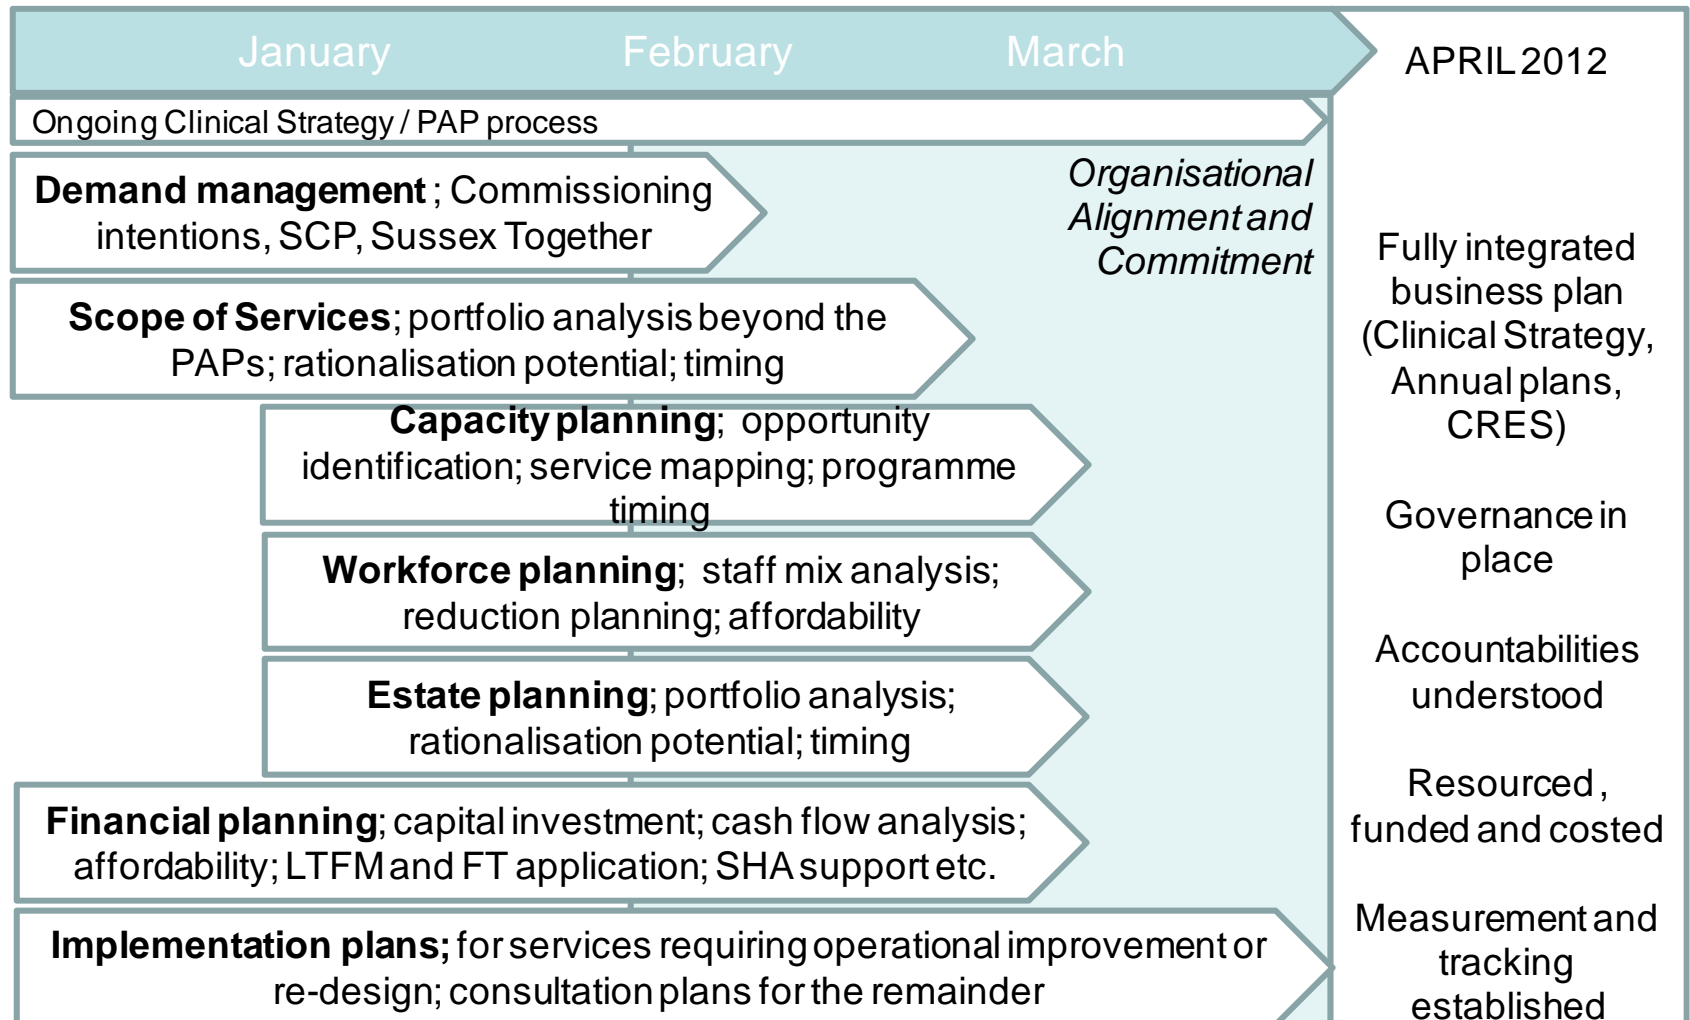 January
February
March
APRIL 2012
Ongoing Clinical Strategy / PAP process
Demand management ; Commissioning
intentions, SCP, Sussex Together
Organisational
Alignment and
Commitment
Scope of Services; portfolio analysis beyond the
PAPs; rationalisation potential; timing
Capacity planning; opportunity
identification; service mapping; programme
timing
Workforce planning; staff mix analysis;
reduction planning; affordability
Estate planning; portfolio analysis;
rationalisation potential; timing
Financial planning; capital investment; cash flow analysis;
affordability; LTFM and FT application; SHA support etc.
Implementation plans; for services requiring operational improvement or
re-design; consultation plans for the remainder
Fully integrated
business plan
(Clinical Strategy,
Annual plans,
CRES)
Governance in
place
Accountabilities
understood
Resourced ,
funded and costed
Measurement and
tracking
established